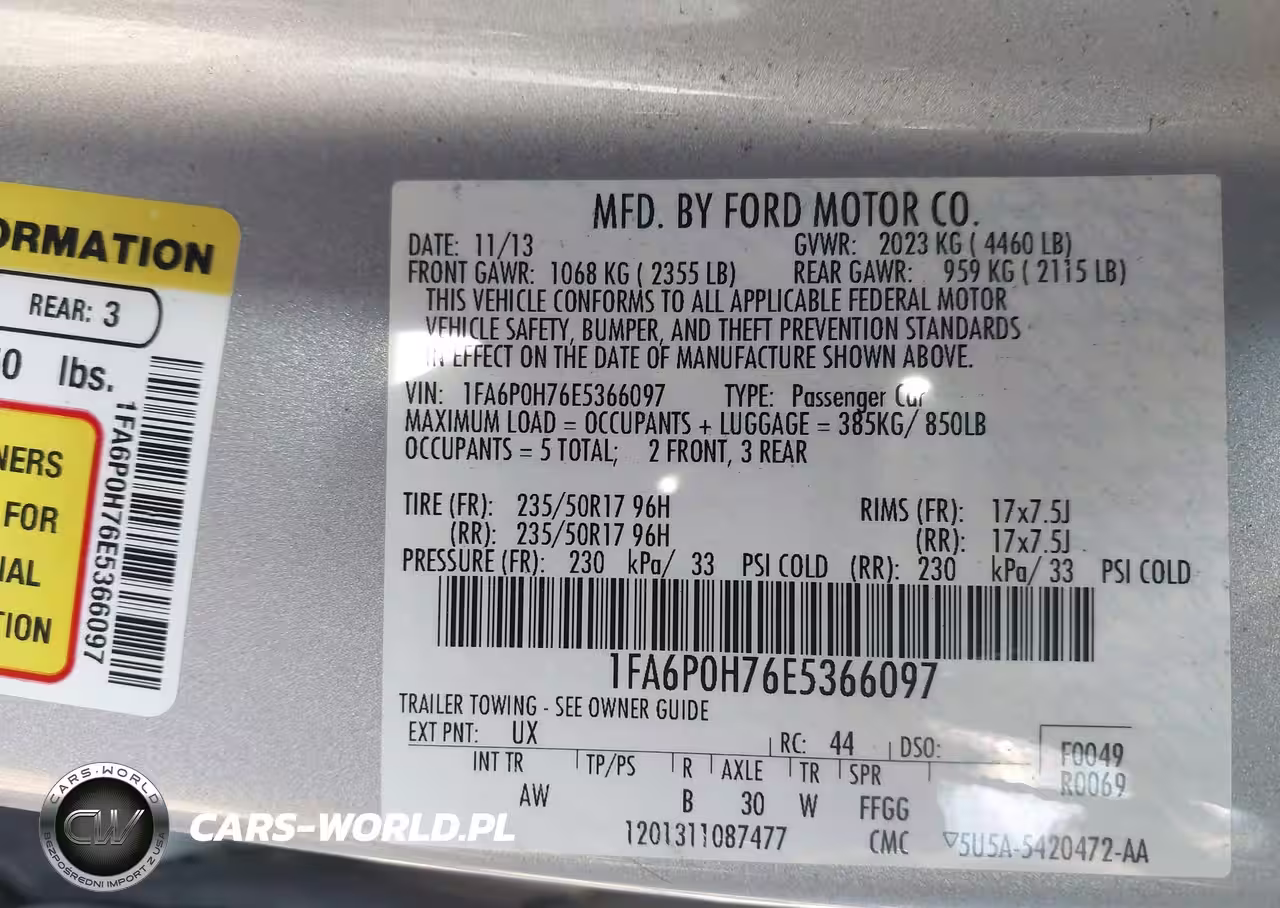 ORMATION
REAR: 3
0 lbs.
NERS
FOR
IAL
TION
1FA6P0H76E5366097
MFD. BY FORD MOTOR CO.
DATE: 11/13 GVWR: 2023 KG ( 4460 LB)
FRONT GAWR: 1068 KG ( 2355 LB) REAR GAWR: 959 KG ( 2115 LB)
THIS VEHICLE CONFORMS TO ALL APPLICABLE FEDERAL MOTOR
VEHICLE SAFETY, BUMPER, AND THEFT PREVENTION STANDARDS
IN EFFECT ON THE DATE OF MANUFACTURE SHOWN ABOVE.
VIN: 1FA6P0H76E5366097 TYPE: Passenger Car
MAXIMUM LOAD = OCCUPANTS + LUGGAGE = 385KG/ 850LB
OCCUPANTS = 5 TOTAL; 2 FRONT, 3 REAR
TIRE (FR): 235/50R17 96H RIMS (FR): 17x7.5J
(RR): 235/50R17 96H (RR): 17x7.5J
PRESSURE (FR): 230 kPa/ 33 PSI COLD (RR): 230 kPa/ 33 PSI COLD
1FA6P0H76E5366097
TRAILER TOWING - SEE OWNER GUIDE
EXT PNT: UX RC: 44 DSO: F0049
INT TR TP/PS R AXLE TR SPR R0069
AW B 30 W FFGG
1201311087477 CMC ▽5U5A-5420472-AA
CARS-WORLD
CW
BEZPOŚREDNI IMPORT Z USA
CARS-WORLD.PL